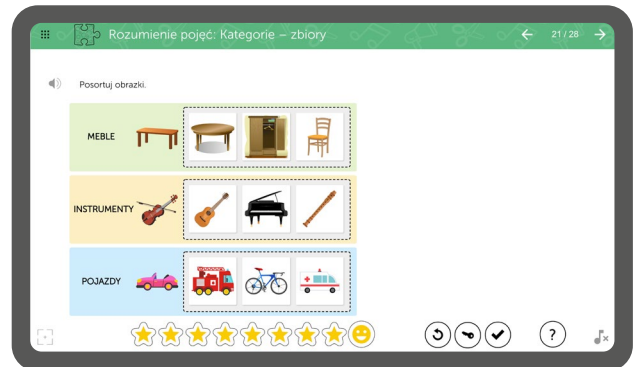 Rozumienie pojęć: Kategorie – zbiory
21 / 28
Posortuj obrazki.
MEBLE
INSTRUMENTY
POJAZDY
?